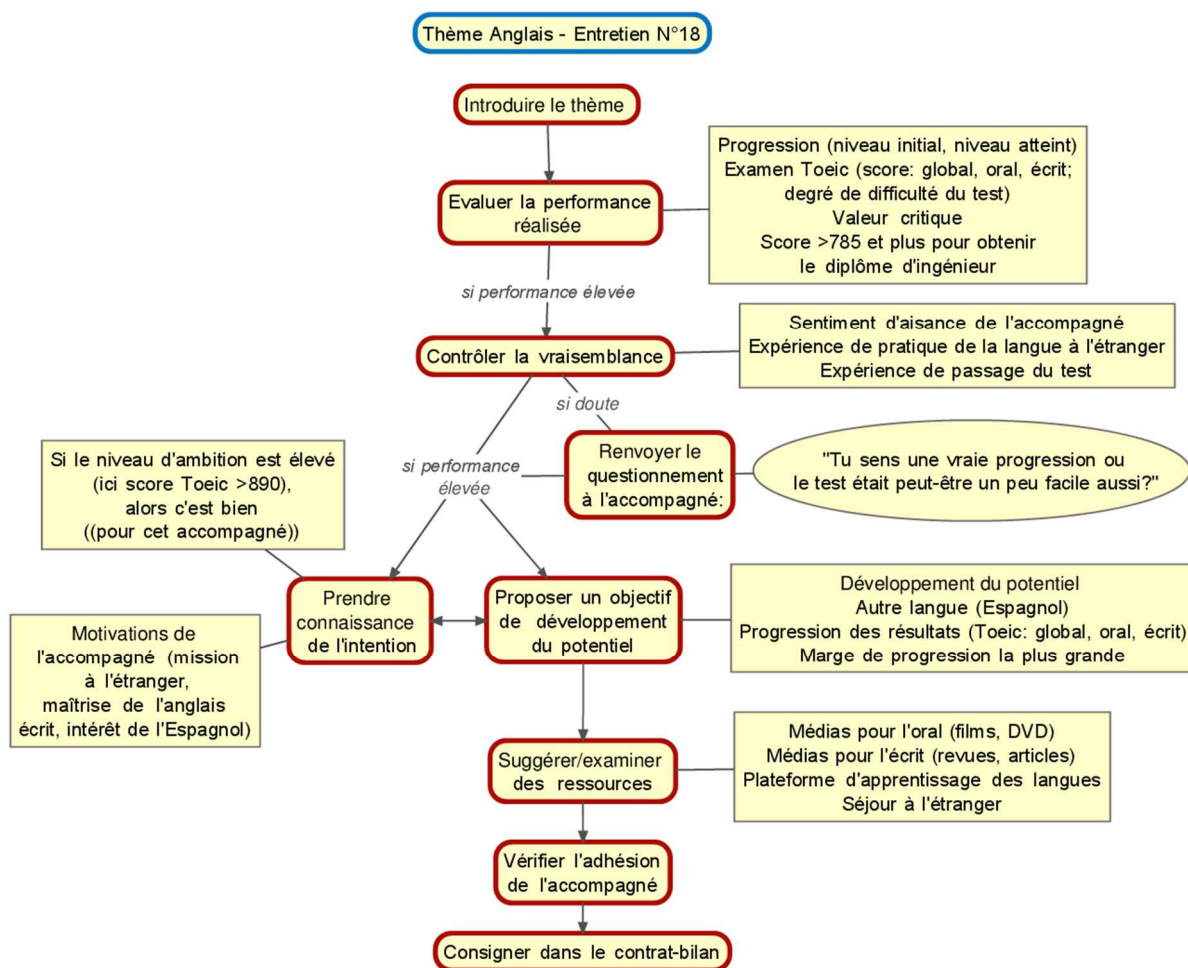 Thème Anglais - Entretien N°18
Introduire le thème
Progression (niveau initial, niveau atteint)
Examen Toeic (score: global, oral, écrit;
degré de difficulté du test)
Valeur critique
Score >785 et plus pour obtenir
le diplôme d'ingénieur
Evaluer la performance
réalisée
si performance élevée
Sentiment d'aisance de l'accompagné
Expérience de pratique de la langue à l'étranger
Expérience de passage du test
Contrôler la vraisemblance
si doute
Renvoyer le
questionnement
à l'accompagné:
"Tu sens une vraie progression ou
le test était peut-être un peu facile aussi?"
si performance
élevée
Si le niveau d'ambition est élevé
(ici score Toeic >890),
alors c'est bien
((pour cet accompagné))
Prendre
connaissance
de l'intention
Proposer un objectif
de développement
du potentiel
Développement du potentiel
Autre langue (Espagnol)
Progression des résultats (Toeic: global, oral, écrit)
Marge de progression la plus grande
Motivations de
l'accompagné (mission
à l'étranger,
maîtrise de l'anglais
écrit, intérêt de l'Espagnol)
Suggérer/examiner
des ressources
Médias pour l'oral (films, DVD)
Médias pour l'écrit (revues, articles)
Plateforme d'apprentissage des langues
Séjour à l'étranger
Vérifier l'adhésion
de l'accompagné
Consigner dans le contrat-bilan